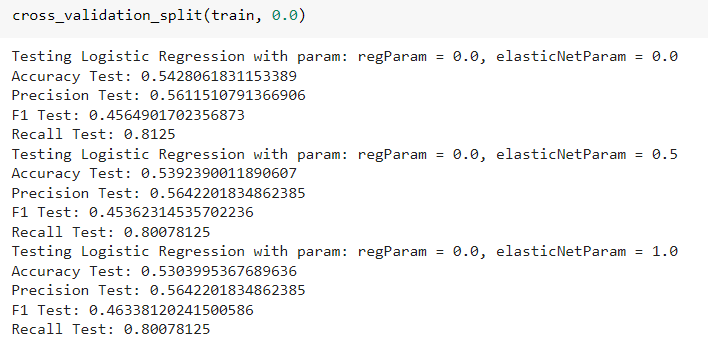 cross_validation_split(train, 0.0)
Testing Logistic Regression with param: regParam = 0.0, elasticNetParam = 0.0
Accuracy Test: 0.5428061831153389
Precision Test: 0.5611510791366906
F1 Test: 0.4564901702356873
Recall Test: 0.8125
Testing Logistic Regression with param: regParam = 0.0, elasticNetParam = 0.5
Accuracy Test: 0.5392390011890607
Precision Test: 0.5642201834862385
F1 Test: 0.45362314535702236
Recall Test: 0.80078125
Testing Logistic Regression with param: regParam = 0.0, elasticNetParam = 1.0
Accuracy Test: 0.5303995367689636
Precision Test: 0.5642201834862385
F1 Test: 0.46338120241500586
Recall Test: 0.80078125